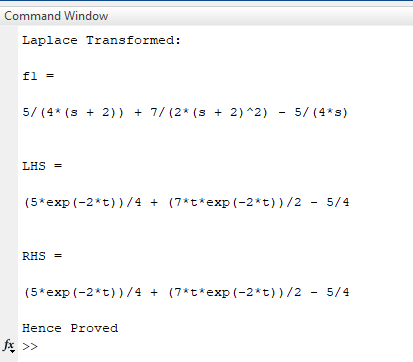 Command Window
Laplace Transformed:
f1 =
5/(4*(s + 2)) + 7/(2*(s + 2)^2) - 5/(4*s)
LHS =
(5*exp(-2*t))/4 + (7*t*exp(-2*t))/2 - 5/4
RHS =
(5*exp(-2*t))/4 + (7*t*exp(-2*t))/2 - 5/4
Hence Proved
fx >>